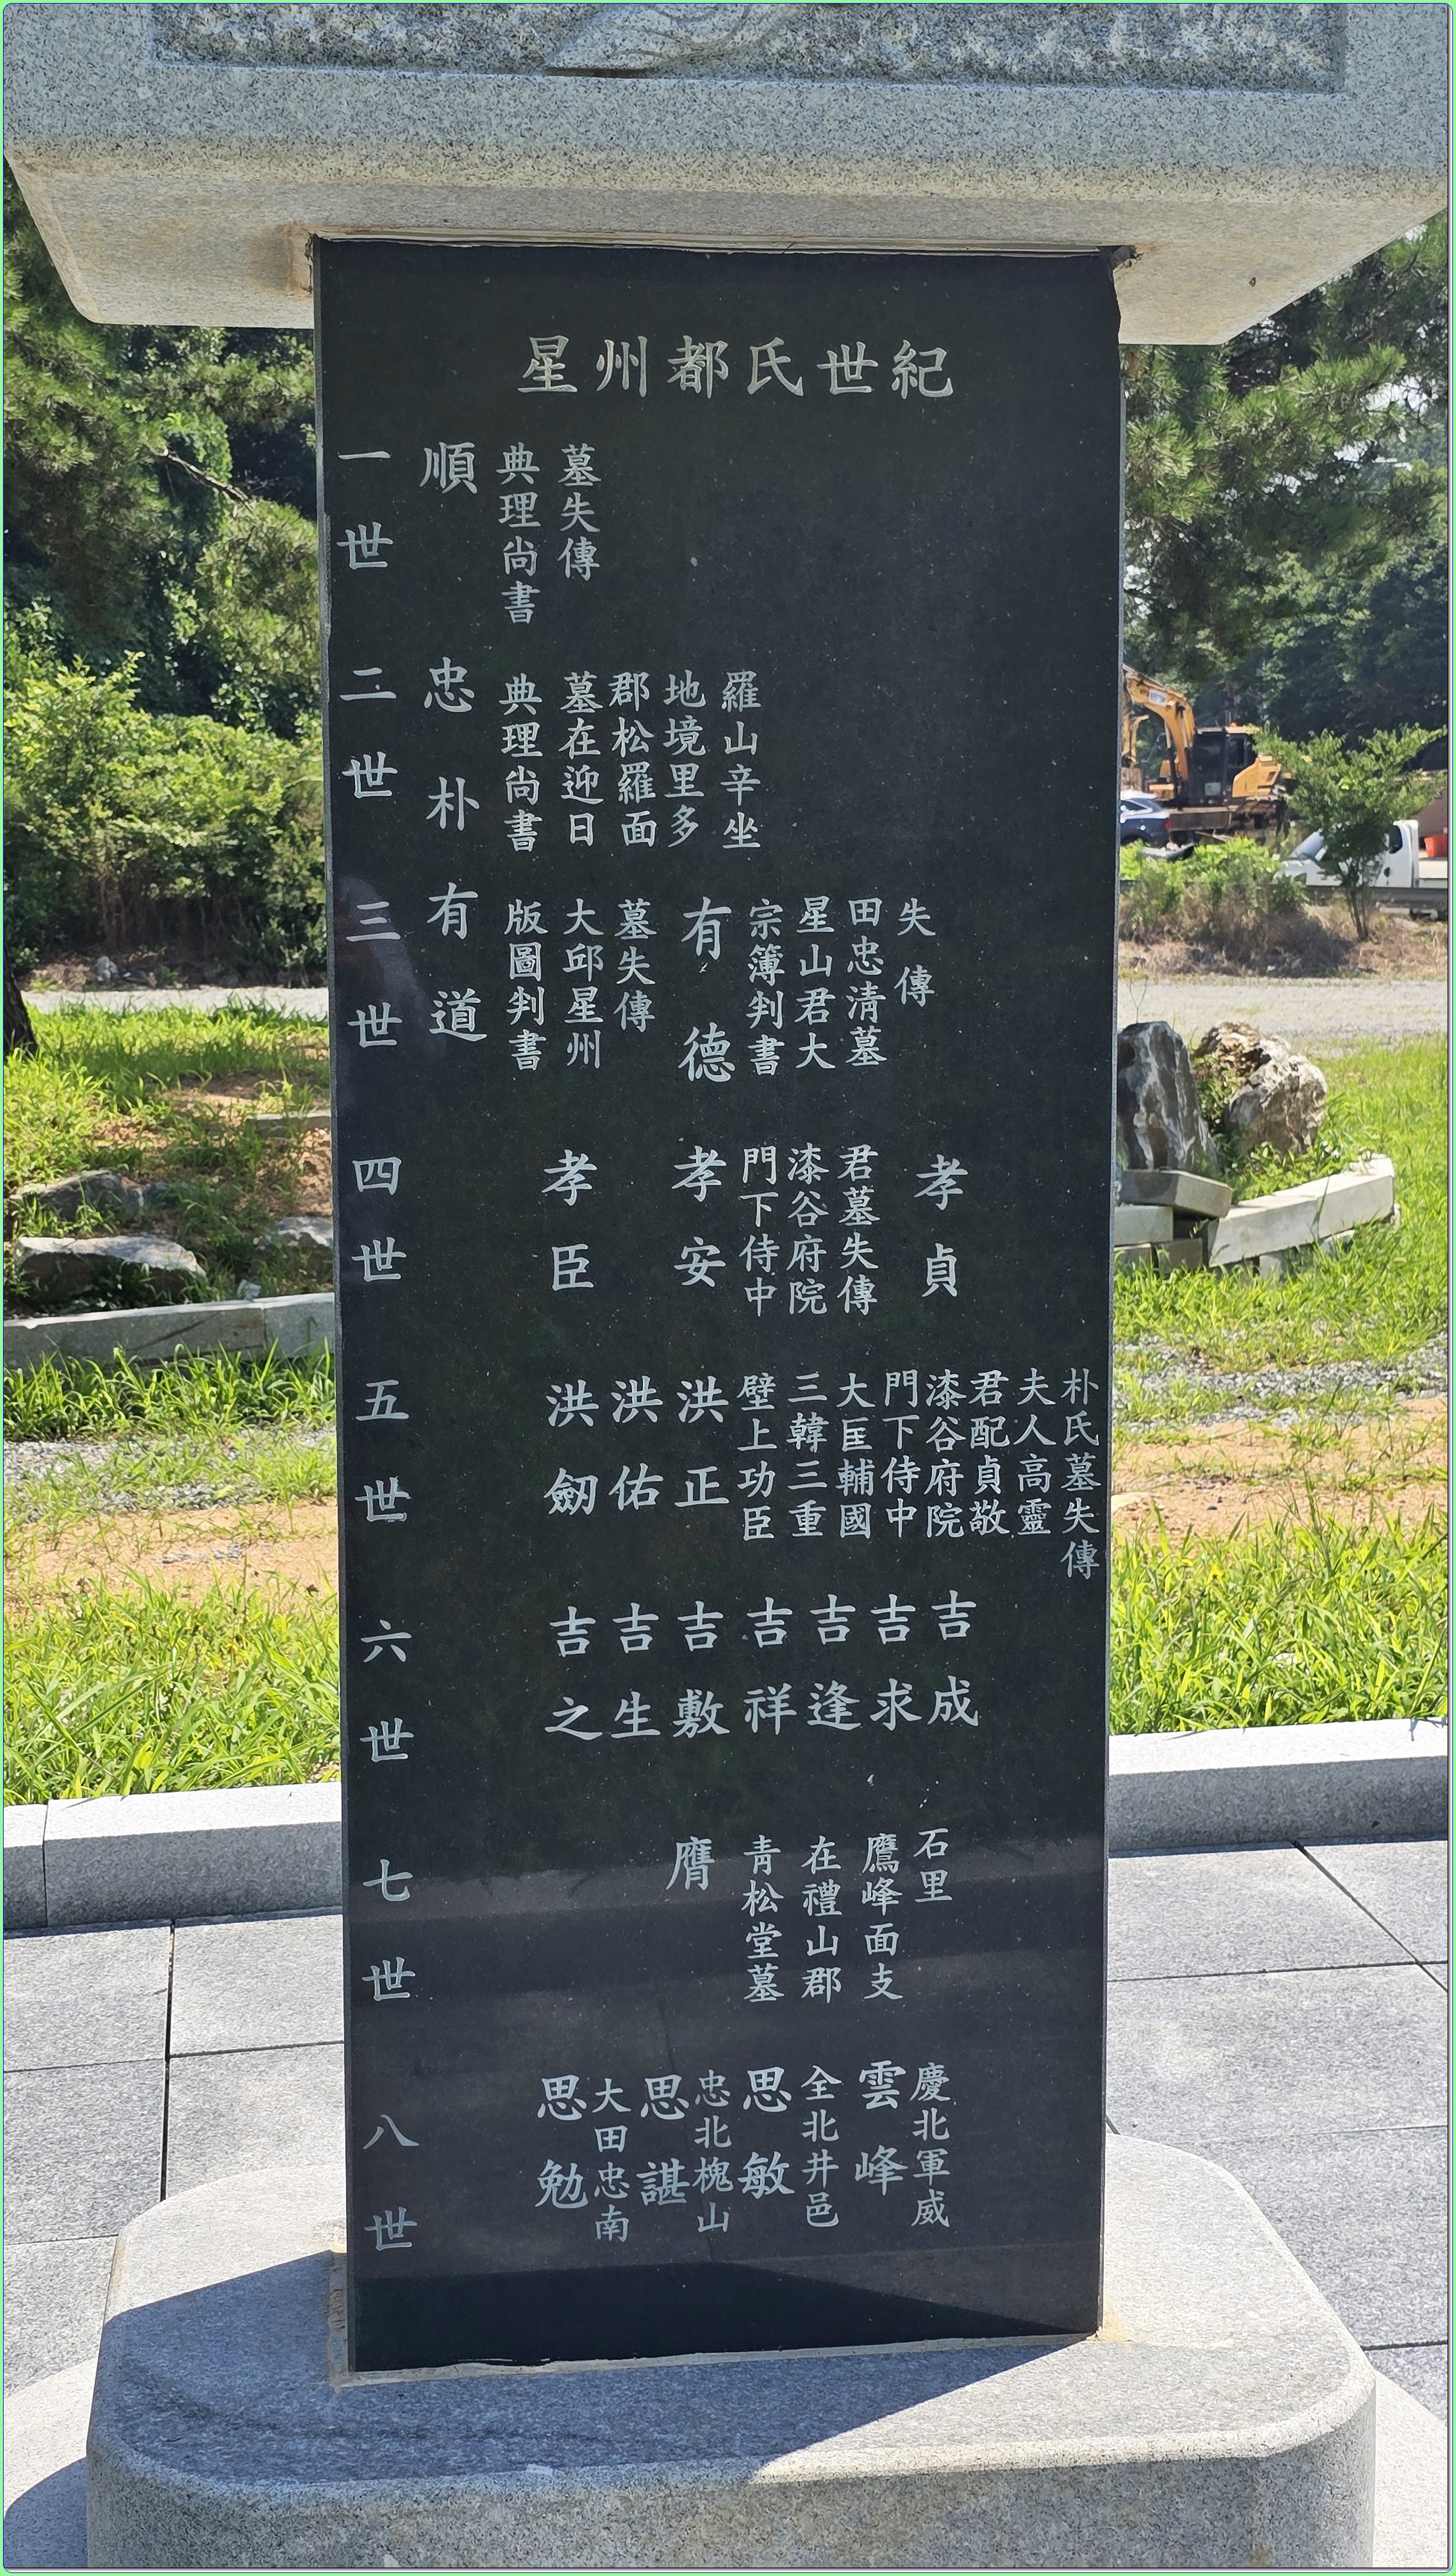 星州都氏世紀
一世
順
典理尚書
墓失傳
二世
忠朴
典理尚書
墓在迎日
郡松羅面
地境里多
羅山辛坐
三世
有道
版圖判書
大邱星州
墓失傳
有德
宗簿判書
星山君大
田忠清墓
失傳
四世
孝臣
孝安
門下侍中
漆谷府院
君墓失傳
孝貞
五世
洪劒
洪佑
洪正
壁上功臣
三韓三重
大匡輔國
門下侍中
漆谷府院
君配貞敬
夫人高靈
朴氏墓失傳
六世
吉之
吉生
吉敷
吉祥
吉逢
吉求
吉成
七世
膺
青松堂墓
在禮山郡
鷹峰面支
石里
八世
思勉
大田忠南
思諶
忠北槐山
思敏
全北井邑
雲峰
慶北軍威